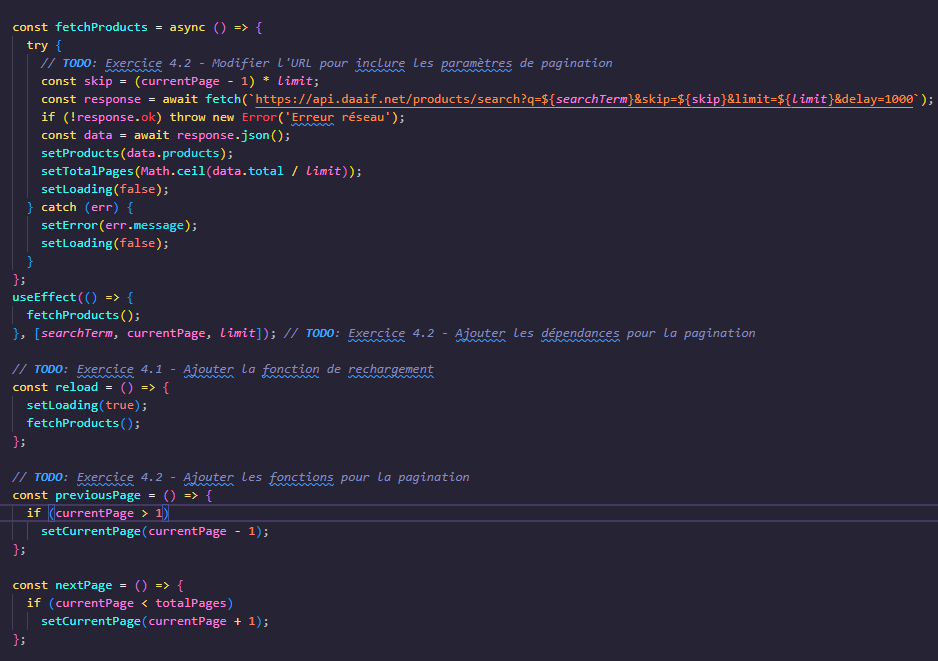 const fetchProducts = async () => {
try {
// TODO: Exercice 4.2 - Modifier l'URL pour inclure les paramètres de pagination
const skip = (currentPage - 1) * limit;
const response = await fetch(`https://api.daaif.net/products/search?q=${searchTerm}&skip=${skip}&limit=${limit}&delay=1000`);
if (!response.ok) throw new Error('Erreur réseau');
const data = await response.json();
setProducts(data.products);
setTotalPages(Math.ceil(data.total / limit));
setLoading(false);
} catch (err) {
setError(err.message);
setLoading(false);
}
};
useEffect(() => {
fetchProducts();
}, [searchTerm, currentPage, limit]); // TODO: Exercice 4.2 - Ajouter les dépendances pour la pagination
// TODO: Exercice 4.1 - Ajouter la fonction de rechargement
const reload = () => {
setLoading(true);
fetchProducts();
};
// TODO: Exercice 4.2 - Ajouter les fonctions pour la pagination
const previousPage = () => {
if (currentPage > 1)
setCurrentPage(currentPage - 1);
};
const nextPage = () => {
if (currentPage < totalPages)
setCurrentPage(currentPage + 1);
};